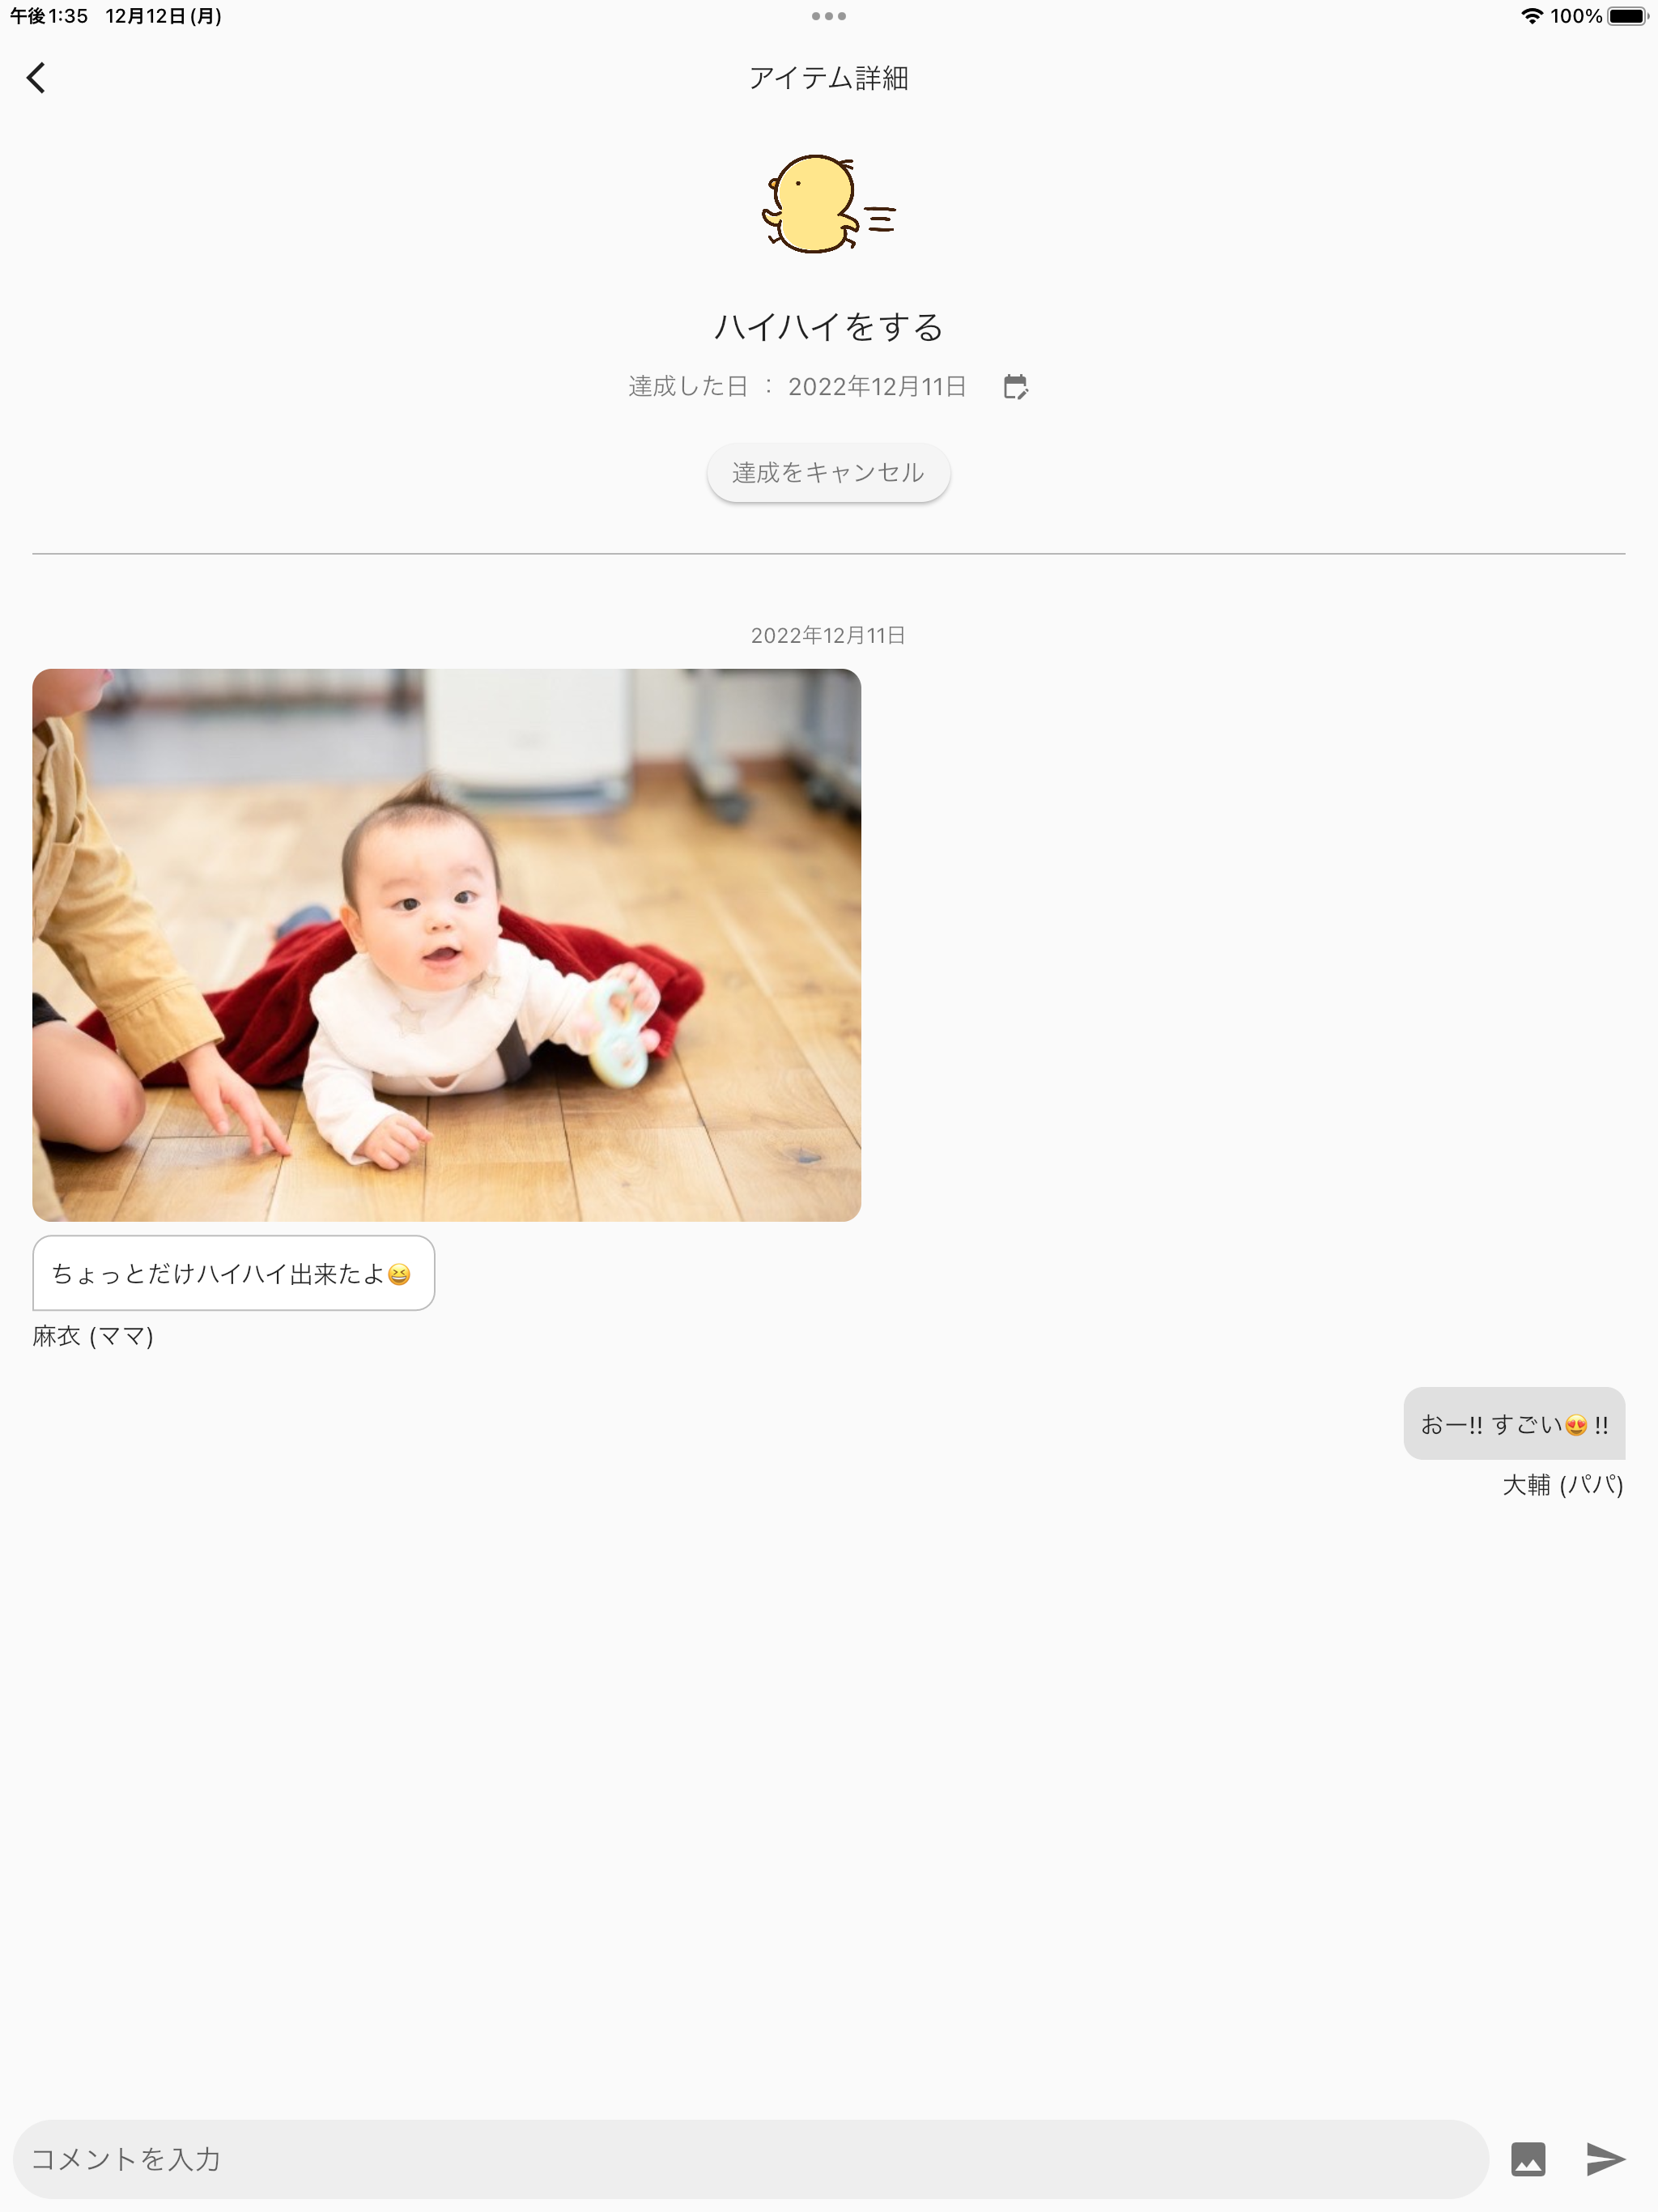 午後1:35 12月12日(月)
100%
アイテム詳細
ハイハイをする
達成した日 : 2022年12月11日
達成をキャンセル
2022年12月11日
ちょっとだけハイハイ出来たよ😆
麻衣 (ママ)
おー!! すごい😍 !!
大輔 (パパ)
コメントを入力